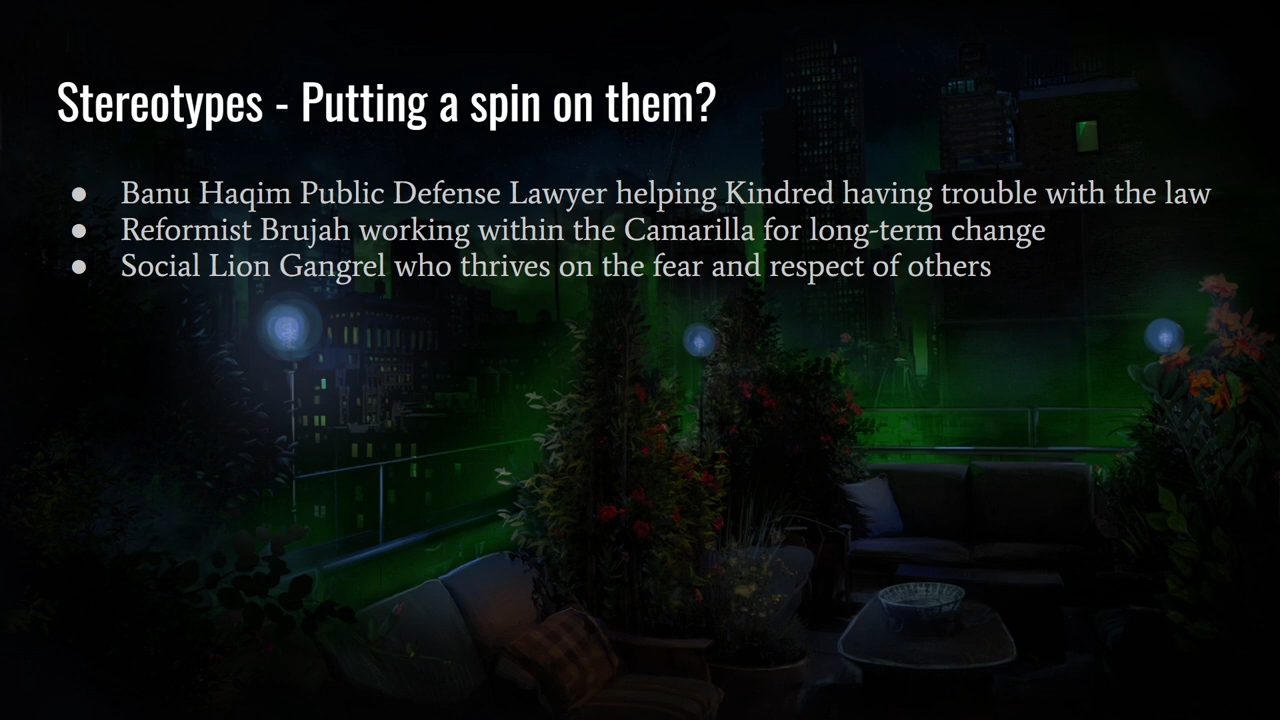 Stereotypes - Putting a spin on them?
● Banu Haqim Public Defense Lawyer helping Kindred having trouble with the law
● Reformist Brujah working within the Camarilla for long-term change
● Social Lion Gangrel who thrives on the fear and respect of others